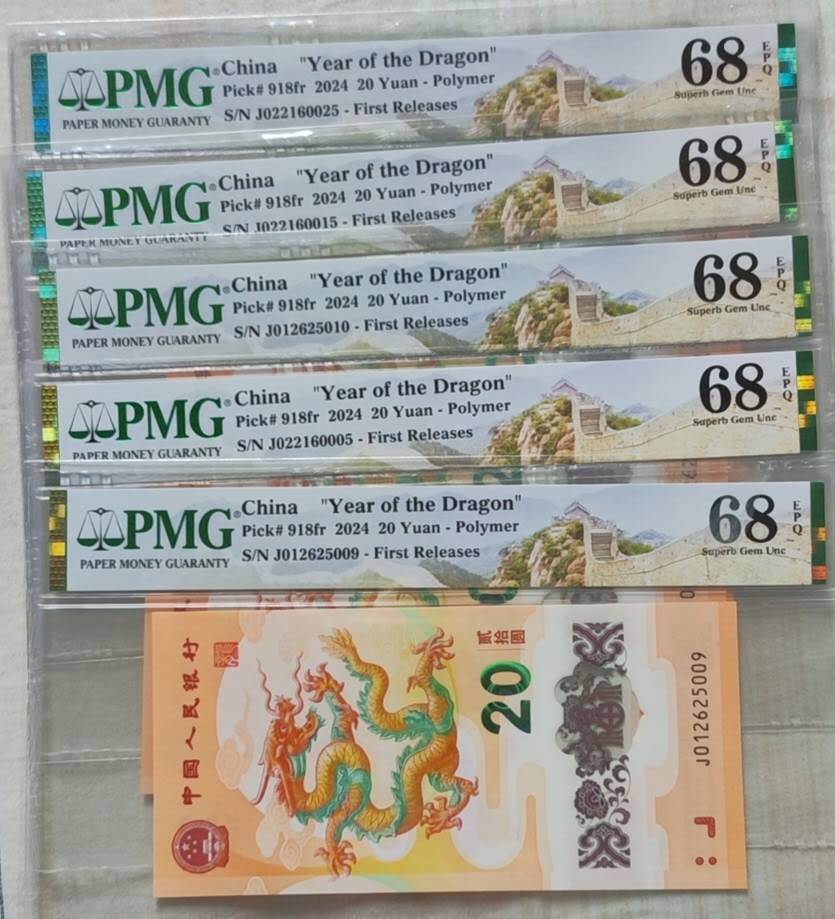 PMG
PAPER MONEY GUARANTY
China "Year of the Dragon"
Pick# 918fr 2024 20 Yuan - Polymer
S/N J022160025 - First Releases
68
EPQ
Superb Gem Unc
PMG
PAPER MONEY GUARANTY
China "Year of the Dragon"
Pick# 918fr 2024 20 Yuan - Polymer
S/N J022160015 - First Releases
68
EPQ
Superb Gem Unc
PMG
PAPER MONEY GUARANTY
China "Year of the Dragon"
Pick# 918fr 2024 20 Yuan - Polymer
S/N J012625010 - First Releases
68
EPQ
Superb Gem Unc
PMG
PAPER MONEY GUARANTY
China "Year of the Dragon"
Pick# 918fr 2024 20 Yuan - Polymer
S/N J022160005 - First Releases
68
EPQ
Superb Gem Unc
PMG
PAPER MONEY GUARANTY
China "Year of the Dragon"
Pick# 918fr 2024 20 Yuan - Polymer
S/N J012625009 - First Releases
68
EPQ
Superb Gem Unc
中国人民银行
贰拾圆
20
J012625009